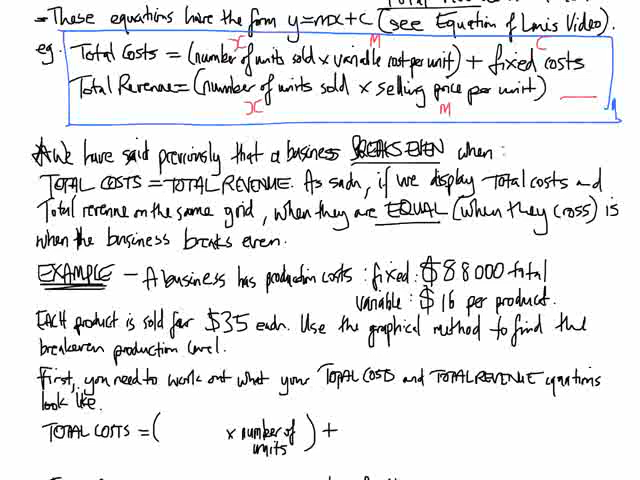 - These equations have the form y=mx+c (see Equation of Line Video).
eg. Total Costs = (number of units sold x variable cost per unit) + fixed costs
x M C
Total Revenue = (number of units sold x selling price per unit)
x M
We have said previously that a business BREAKS EVEN when:
TOTAL COSTS = TOTAL REVENUE. As such, if we display total costs and
total revenue on the same grid, when they are EQUAL (when they cross) is
when the business breaks even.
EXAMPLE - A business has production costs: fixed: $88000 total
variable: $16 per product.
EACH product is sold for $35 each. Use the graphical method to find the
breakeven production level.
First, you need to work out what your TOTAL COSTS and TOTAL REVENUE equations
look like.
TOTAL COSTS = ( x number of units ) +